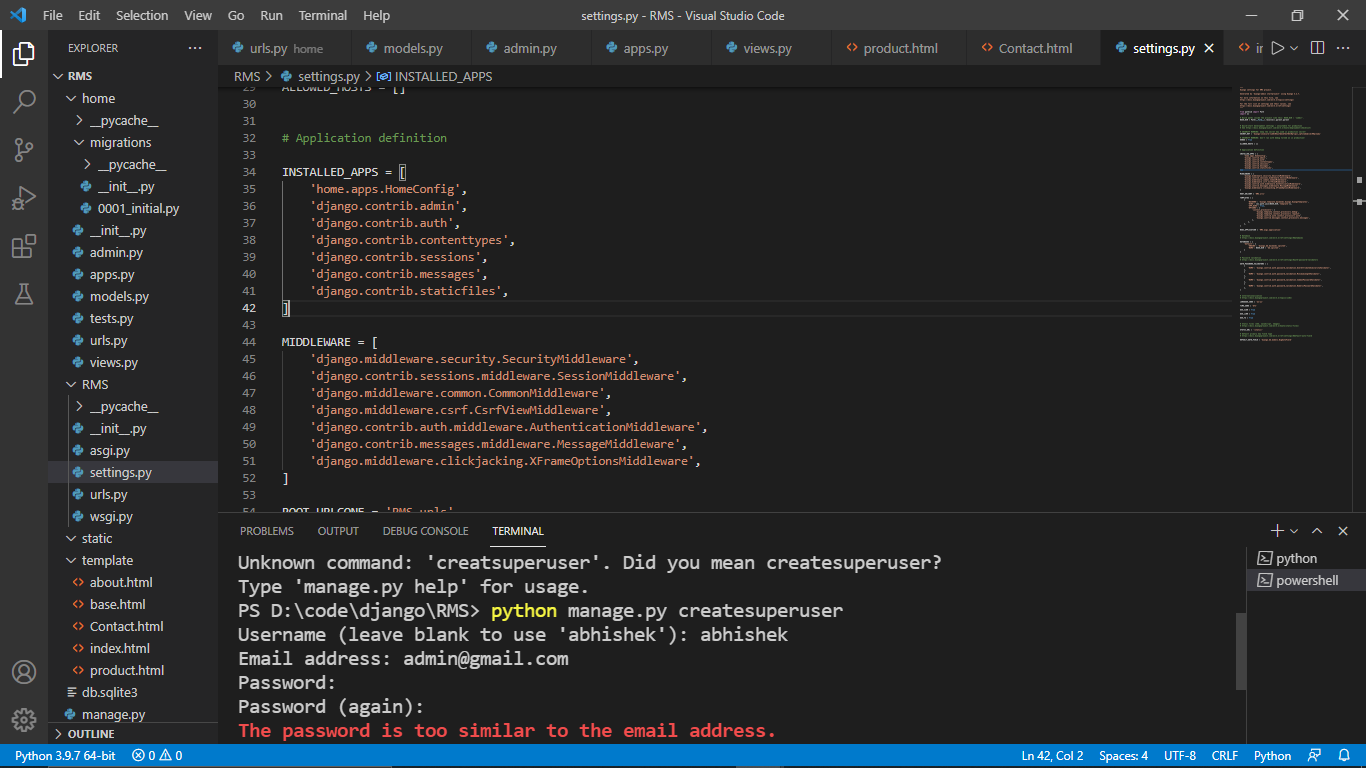 File Edit Selection View Go Run Terminal Help settings.py - RMS - Visual Studio Code
EXPLORER
RMS
home
__pycache__
migrations
__pycache__
__init__.py
0001_initial.py
__init__.py
admin.py
apps.py
models.py
tests.py
urls.py
views.py
RMS
__pycache__
__init__.py
asgi.py
settings.py
urls.py
wsgi.py
static
template
about.html
base.html
Contact.html
index.html
product.html
db.sqlite3
manage.py
OUTLINE
urls.py home models.py admin.py apps.py views.py product.html Contact.html settings.py
RMS > settings.py > INSTALLED_APPS
29 ALLOWED_HOSTS = []
30
31
32 # Application definition
33
34 INSTALLED_APPS = [
35 'home.apps.HomeConfig',
36 'django.contrib.admin',
37 'django.contrib.auth',
38 'django.contrib.contenttypes',
39 'django.contrib.sessions',
40 'django.contrib.messages',
41 'django.contrib.staticfiles',
42 ]
43
44 MIDDLEWARE = [
45 'django.middleware.security.SecurityMiddleware',
46 'django.contrib.sessions.middleware.SessionMiddleware',
47 'django.middleware.common.CommonMiddleware',
48 'django.middleware.csrf.CsrfViewMiddleware',
49 'django.contrib.auth.middleware.AuthenticationMiddleware',
50 'django.contrib.messages.middleware.MessageMiddleware',
51 'django.middleware.clickjacking.XFrameOptionsMiddleware',
52 ]
53
54 ROOT_URLCONF = 'RMS.urls'
PROBLEMS OUTPUT DEBUG CONSOLE TERMINAL
Unknown command: 'creatsuperuser'. Did you mean createsuperuser?
Type 'manage.py help' for usage.
PS D:\code\django\RMS> python manage.py createsuperuser
Username (leave blank to use 'abhishek'): abhishek
Email address: admin@gmail.com
Password:
Password (again):
The password is too similar to the email address.
python
powershell
Python 3.9.7 64-bit 0 0 Ln 42, Col 2 Spaces: 4 UTF-8 CRLF Python